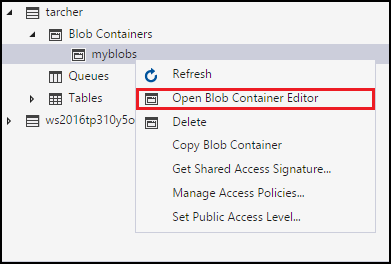 tarcher
Blob Containers
myblobs
Refresh
Queues
Open Blob Container Editor
Tables
Delete
ws2016tp310y5o
Copy Blob Container
Get Shared Access Signature...
Manage Access Policies...
Set Public Access Level...